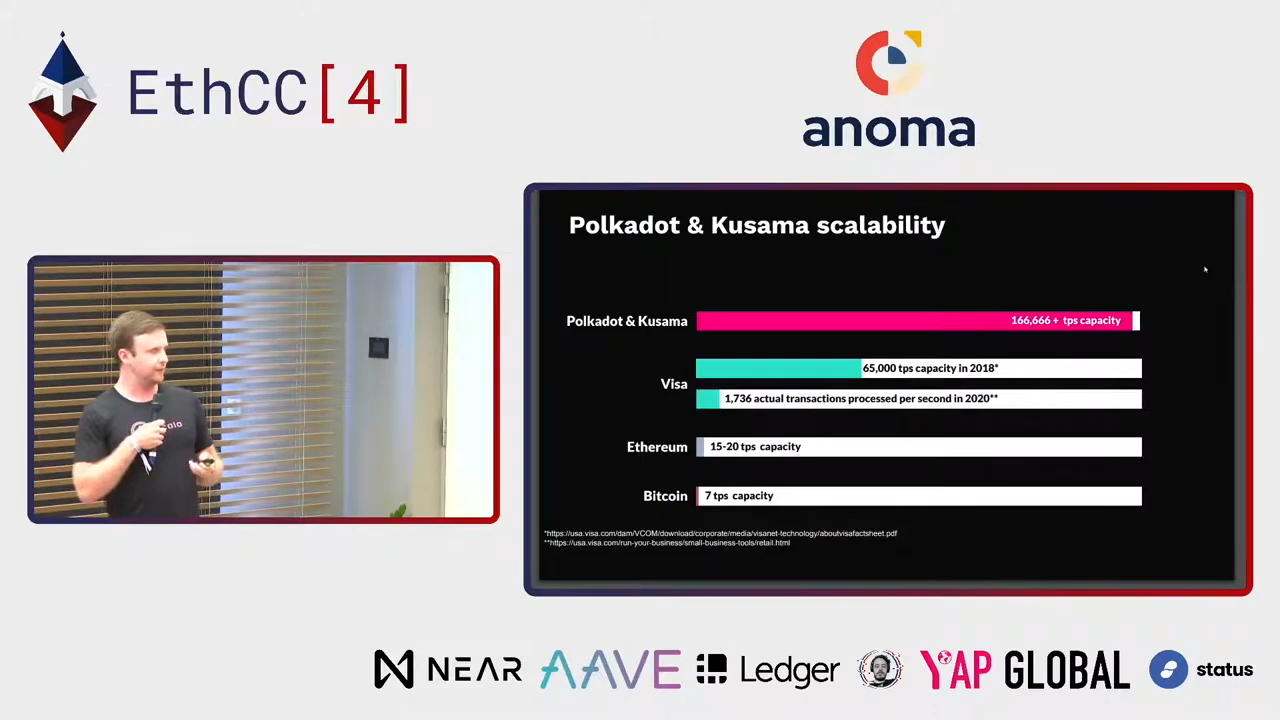 EthCC[4]
anoma
Polkadot & Kusama scalability
Polkadot & Kusama
166,666 + tps capacity
Visa
65,000 tps capacity in 2018*
1,736 actual transactions processed per second in 2020**
Ethereum
15-20 tps capacity
Bitcoin
7 tps capacity
*https://usa.visa.com/dam/VCOM/download/corporate/media/visanet-technology/aboutvisafactsheet.pdf
**https://usa.visa.com/run-your-business/small-business-tools/retail.html
NEAR
AAVE
Ledger
YAP GLOBAL
status